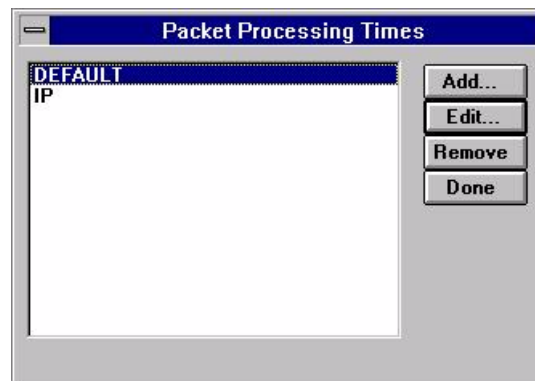 Packet Processing Times
DEFAULT
IP
Add...
Edit...
Remove
Done